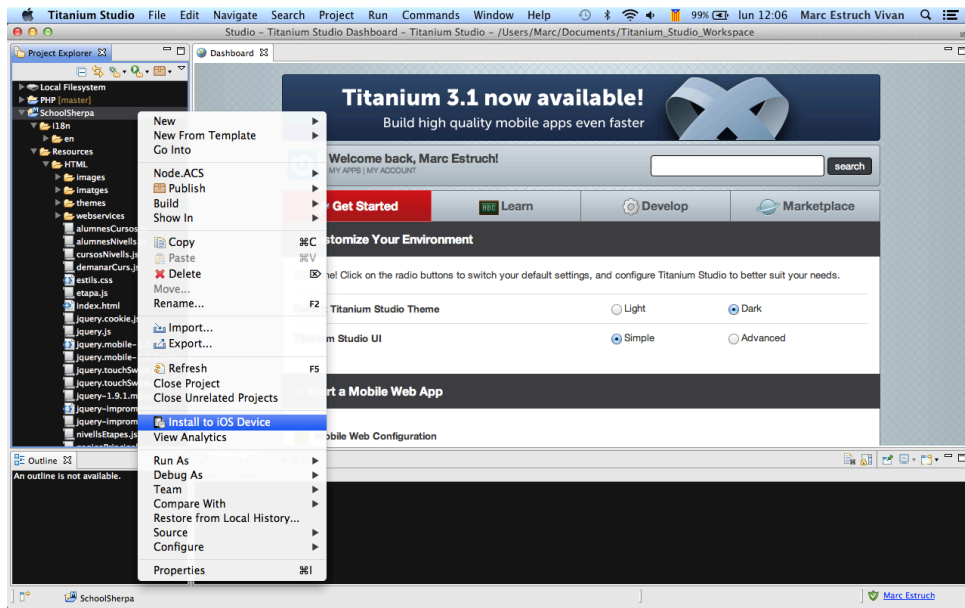 Titanium Studio File Edit Navigate Search Project Run Commands Window Help 99% lun 12:06 Marc Estruch Vivan
Studio – Titanium Studio Dashboard – Titanium Studio – /Users/Marc/Documents/Titanium_Studio_Workspace
Project Explorer
Dashboard
Local Filesystem
PHP [master]
SchoolSherpa
i18n
en
Resources
HTML
images
imatges
themes
webservices
alumnesCursos
alumnesNivells
cursosNivells.js
demanarCurs.j
estils.css
etapa.js
index.html
jquery.cookie.j
jquery.js
jquery.mobile-
jquery.mobile-
jquery.touchSw
jquery.touchSw
jquery-1.9.1.m
jquery-improm
jquery-improm
nivellsEtapes.js
New
New From Template
Go Into
Node.ACS
Publish
Build
Show In
Copy ⌘C
Paste ⌘V
Delete ⌦
Move...
Rename... F2
Import...
Export...
Refresh F5
Close Project
Close Unrelated Projects
Install to iOS Device
View Analytics
Run As
Debug As
Team
Compare With
Restore from Local History...
Source
Configure
Properties ⌘I
Titanium 3.1 now available!
Build high quality mobile apps even faster
Welcome back, Marc Estruch!
MY APPS | MY ACCOUNT
search
Get Started
ABC Learn
Develop
Marketplace
stomize Your Environment
me! Click on the radio buttons to switch your default settings, and configure Titanium Studio to better suit your needs.
Titanium Studio Theme Light Dark
m Studio UI Simple Advanced
rt a Mobile Web App
obile Web Configuration
Outline
An outline is not available.
SchoolSherpa
Marc Estruch